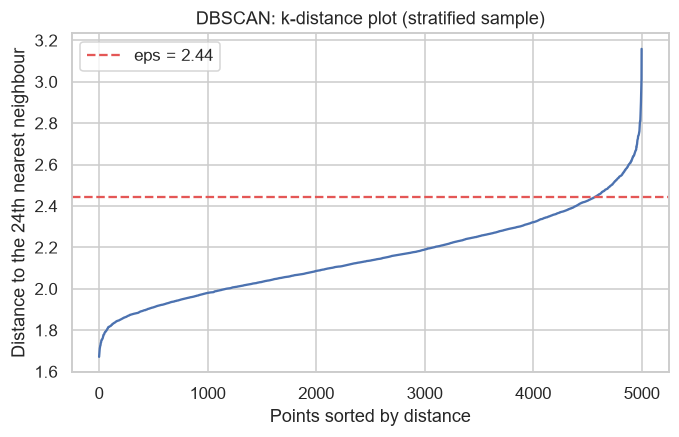 DBSCAN: k-distance plot (stratified sample)
eps = 2.44
Distance to the 24th nearest neighbour
3.2
3.0
2.8
2.6
2.4
2.2
2.0
1.8
1.6
0 1000 2000 3000 4000 5000
Points sorted by distance